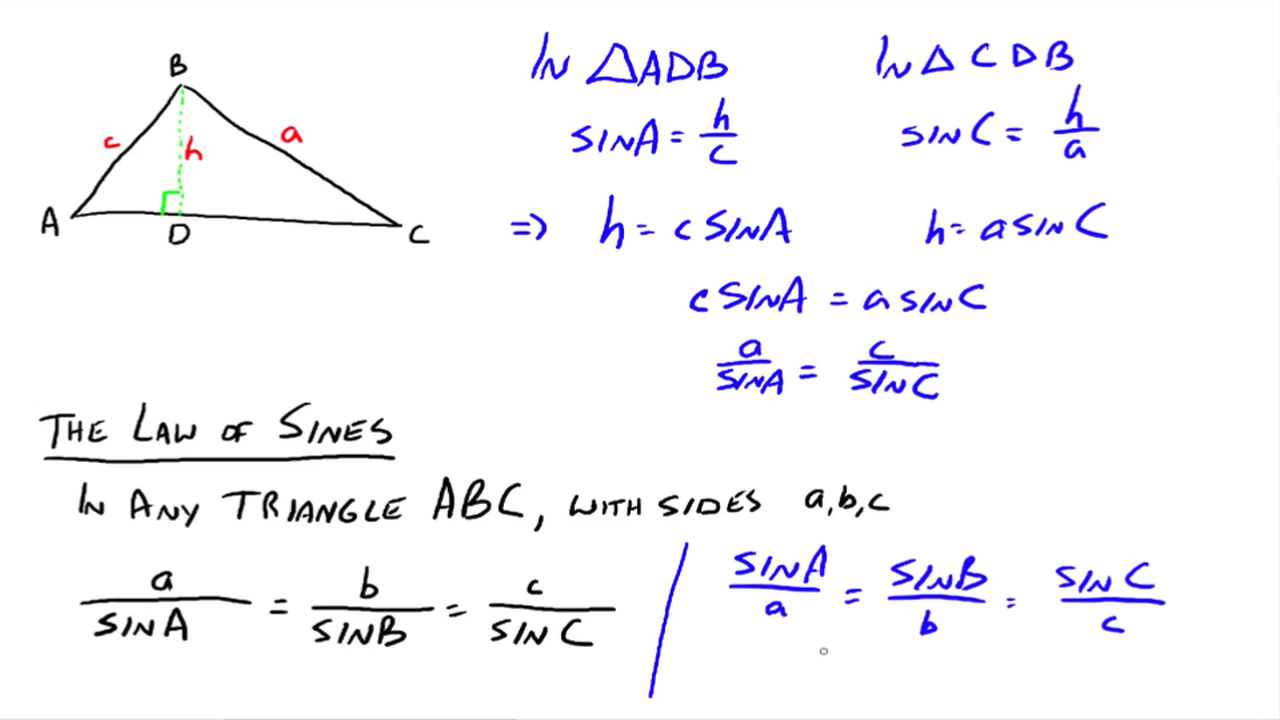 B
c h a
A D C
IN △ADB
sinA = h/c
⇒ h = c sinA
IN △CDB
sinC = h/a
h = a sinC
c sinA = a sinC
a/sinA = c/sinC
THE LAW OF SINES
IN ANY TRIANGLE ABC, WITH SIDES a,b,c
a/sinA = b/sinB = c/sinC
sinA/a = sinB/b = sinC/c